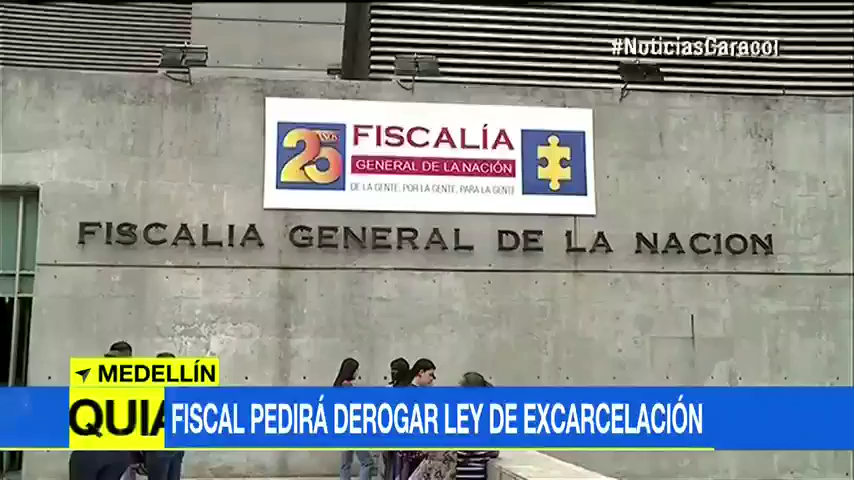 #NoticiasCaracol
25 AÑOS
FISCALÍA
GENERAL DE LA NACIÓN
DE LA GENTE, POR LA GENTE, PARA LA GENTE
FISCALIA GENERAL DE LA NACION
MEDELLÍN
QUIA
FISCAL PEDIRÁ DEROGAR LEY DE EXCARCELACIÓN